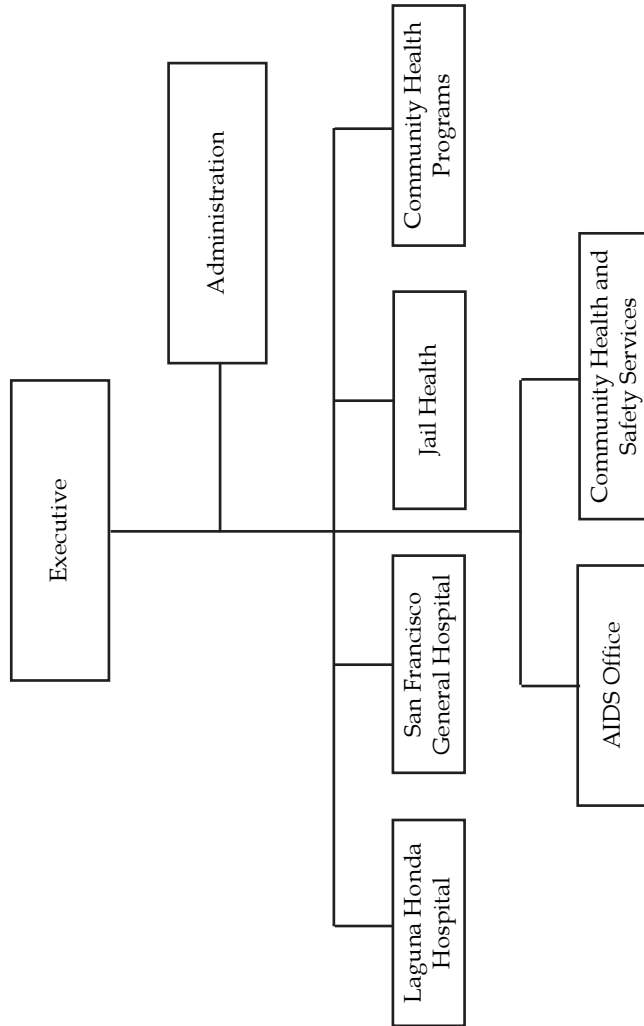 Executive
Administration
Laguna Honda
Hospital
San Francisco
General Hospital
Jail Health
Community Health
Programs
AIDS Office
Community Health and
Safety Services